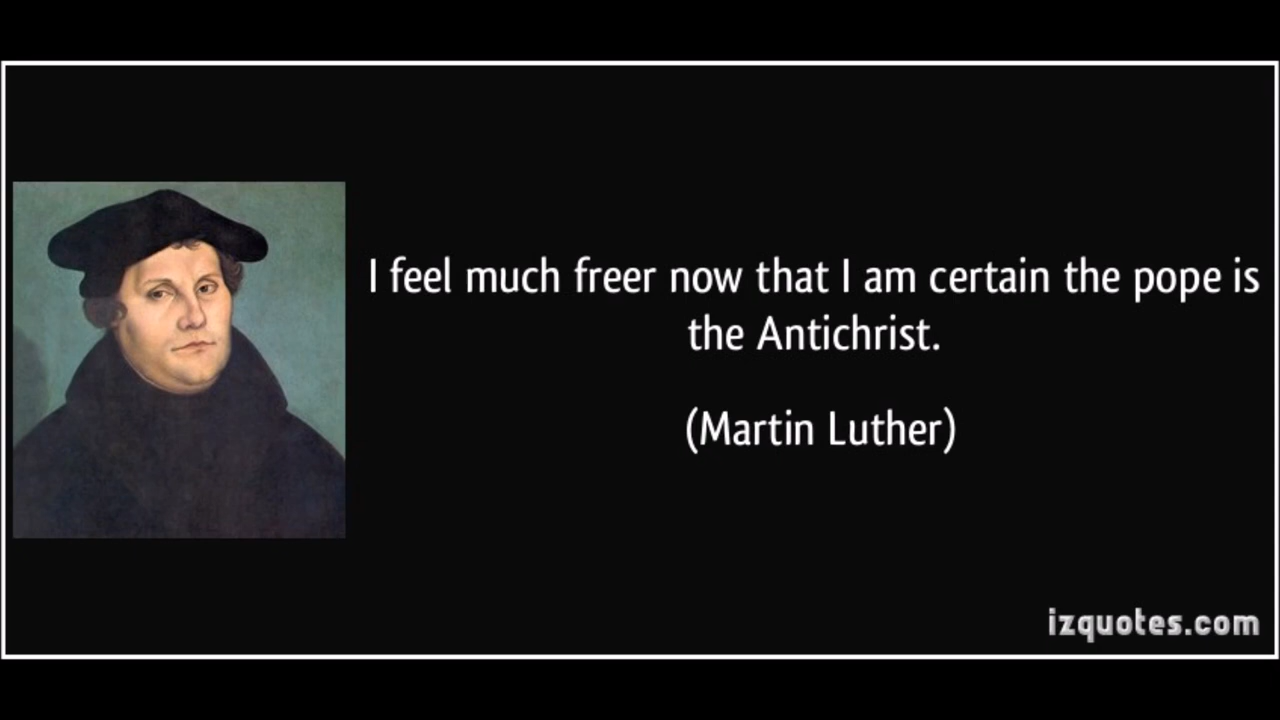 I feel much freer now that I am certain the pope is
the Antichrist.
(Martin Luther)
izquotes.com